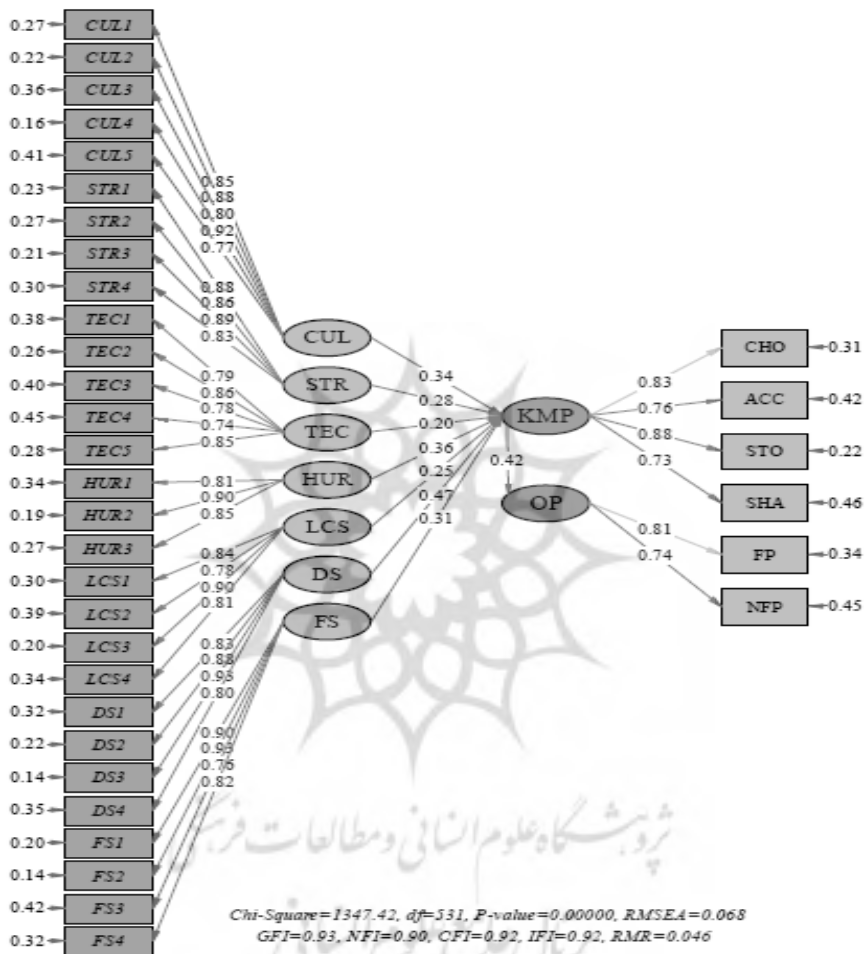 0.27 CUL1
0.22 CUL2
0.36 CUL3
0.16 CUL4
0.41 CUL5
0.23 STR1
0.27 STR2
0.21 STR3
0.30 STR4
0.38 TEC1
0.26 TEC2
0.40 TEC3
0.45 TEC4
0.28 TEC5
0.34 HUR1
0.19 HUR2
0.27 HUR3
0.30 LCS1
0.39 LCS2
0.20 LCS3
0.34 LCS4
0.32 DS1
0.22 DS2
0.14 DS3
0.35 DS4
0.20 FS1
0.14 FS2
0.42 FS3
0.32 FS4
0.85
0.88
0.80
0.92
0.77
0.88
0.86
0.89
0.83
0.79
0.86
0.78
0.74
0.85
0.81
0.90
0.85
0.84
0.78
0.90
0.81
0.83
0.88
0.93
0.80
0.90
0.93
0.76
0.82
CUL
STR
TEC
HUR
LCS
DS
FS
0.34
0.28
0.20
0.36
0.25
0.47
0.31
KMP
0.42
OP
0.83
0.76
0.88
0.73
0.81
0.74
CHO 0.31
ACC 0.42
STO 0.22
SHA 0.46
FP 0.34
NFP 0.45
پژوهشگاه علوم انسانی و مطالعات فرهنگی
Chi-Square=1347.42, df=531, P-value=0.00000, RMSEA=0.068
GFI=0.93, NFI=0.90, CFI=0.92, IFI=0.92, RMR=0.046